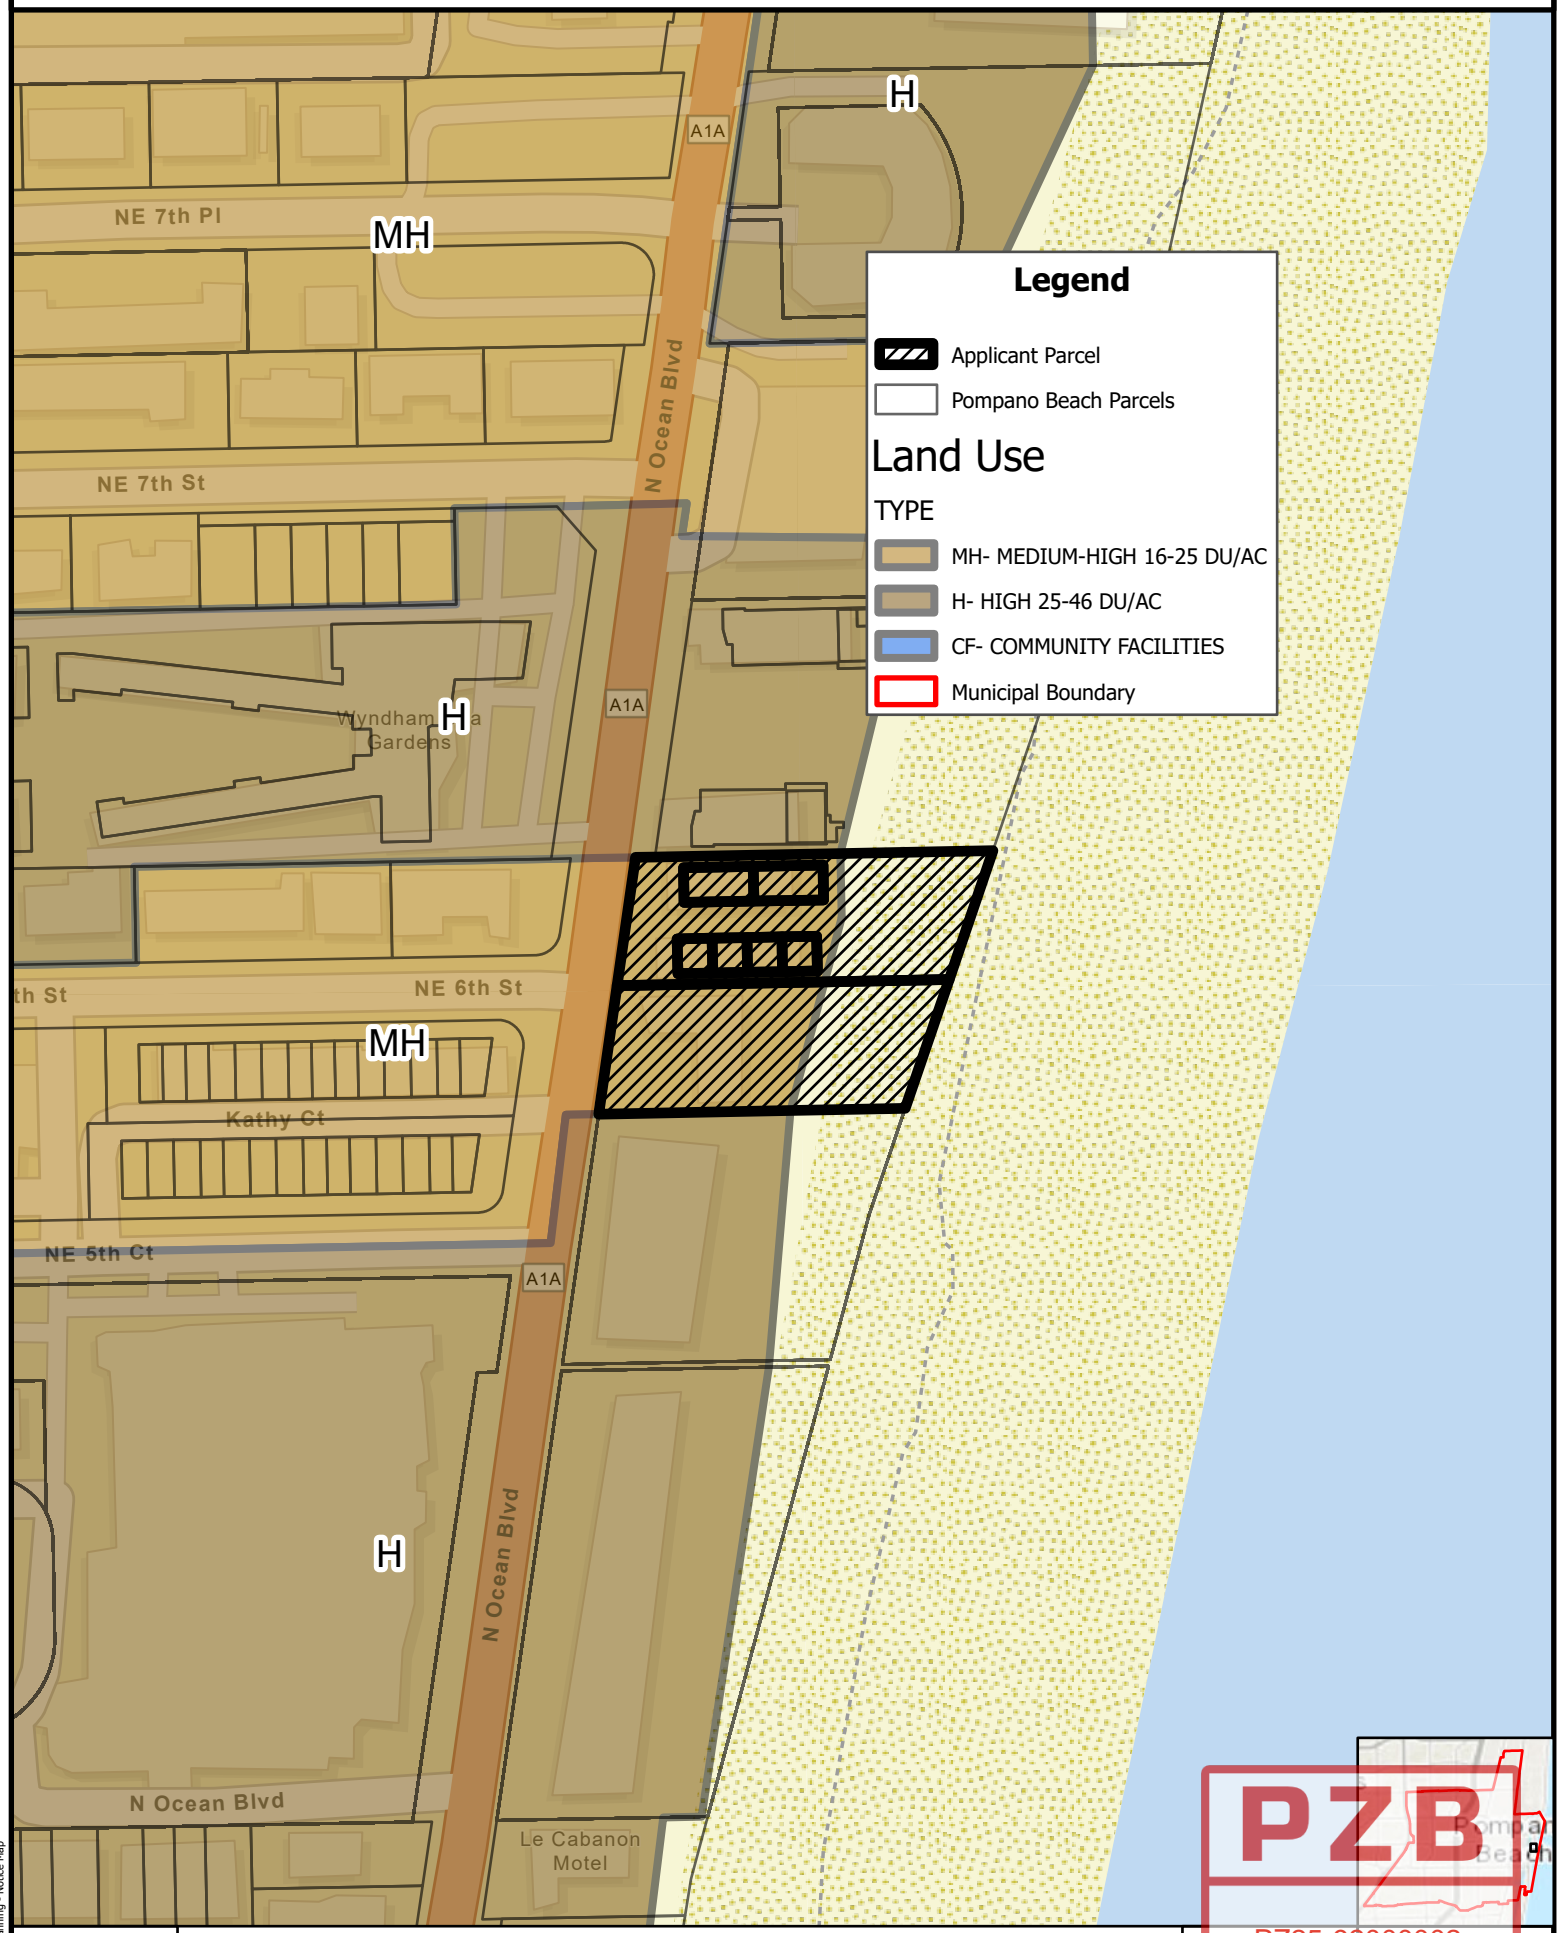 H
A1A
NE 7th Pl
MH
Legend
Applicant Parcel
Pompano Beach Parcels
Land Use
TYPE
MH- MEDIUM-HIGH 16-25 DU/AC
H- HIGH 25-46 DU/AC
CF- COMMUNITY FACILITIES
Municipal Boundary
N Ocean Blvd
NE 7th St
A1A
Wyndham
H
a
Gardens
th St
NE 6th St
MH
Kathy Ct
NE 5th Ct
A1A
H
N Ocean Blvd
N Ocean Blvd
Le Cabanon
Motel
PZB
Pompan
Beach